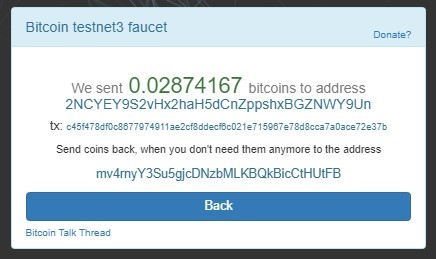 Bitcoin testnet3 faucet
Donate?
We sent 0.02874167 bitcoins to address
2NCYEY9S2vHx2haH5dCnZppshxBGZNWY9Un
tx: c45f478df0c8677974911ae2cf8ddecf6c021e715967e78d8cca7a0ace72e37b
Send coins back, when you don't need them anymore to the address
mv4rnyY3Su5gjcDNzbMLKBQkBicCtHUtFB
Back
Bitcoin Talk Thread